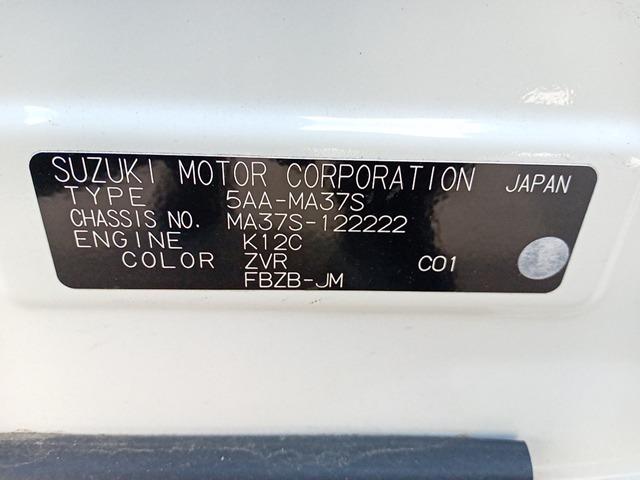 SUZUKI MOTOR CORPORATION JAPAN
TYPE 5AA-MA37S
CHASSIS NO. MA37S-122222
ENGINE K12C
COLOR ZVR C01
FBZB-JM